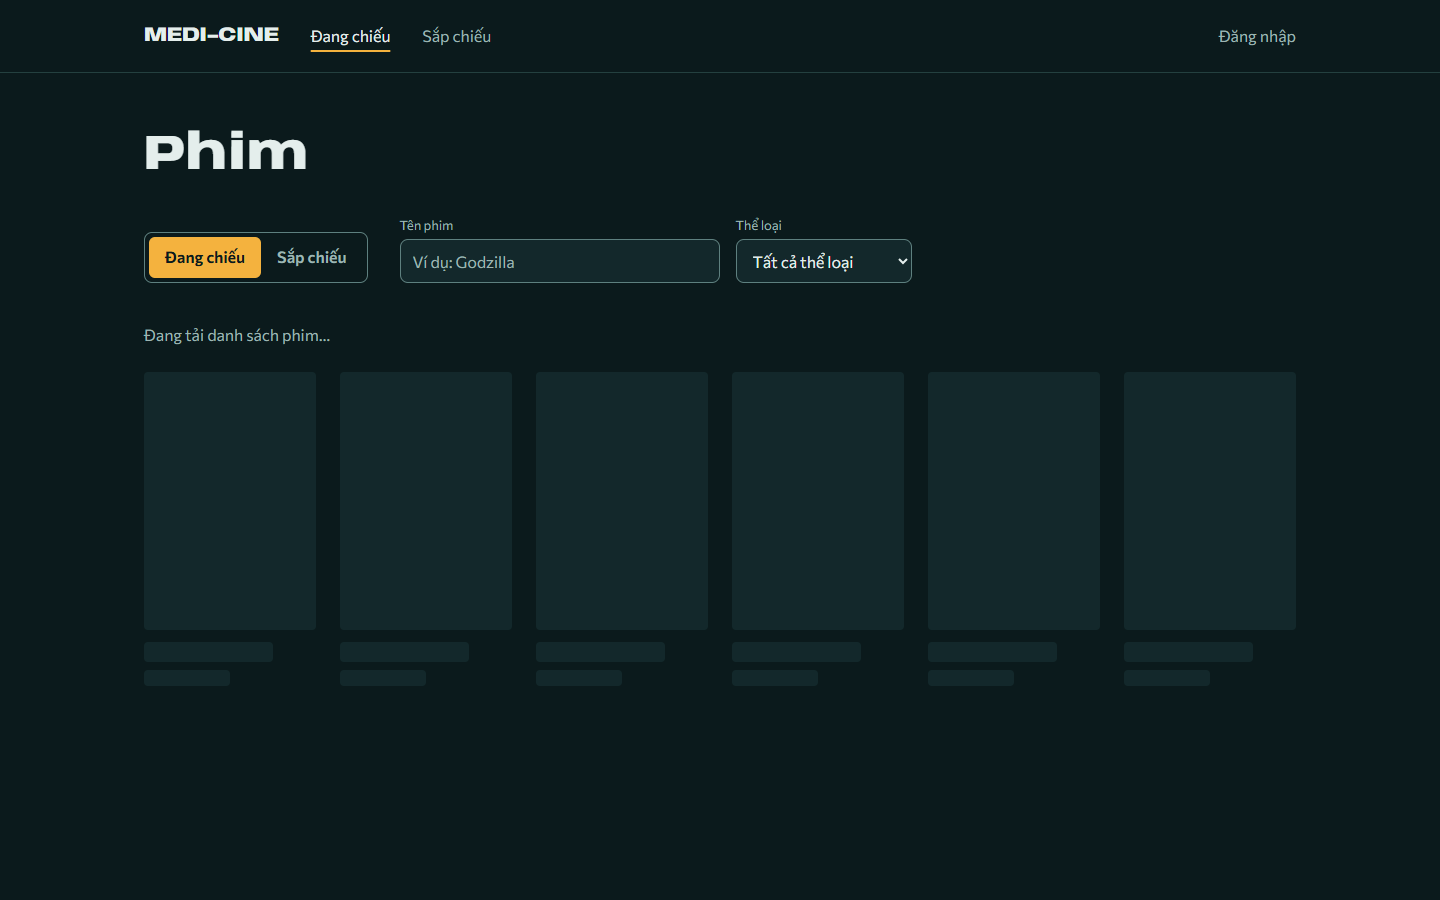 MEDI-CINE
Đang chiếu
Sắp chiếu
Đăng nhập
Phim
Đang chiếu
Sắp chiếu
Tên phim
Ví dụ: Godzilla
Thể loại
Tất cả thể loại
Đang tải danh sách phim...